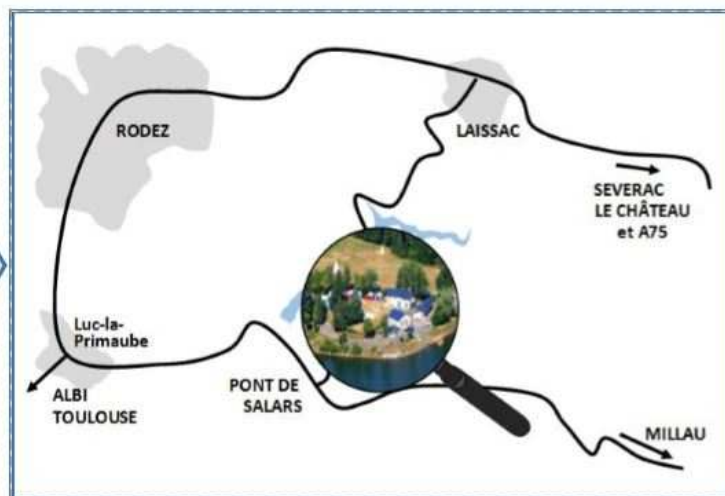 RODEZ
LAISSAC
SEVERAC
LE CHÂTEAU
et A75
Luc-la-
Primaube
ALBI
TOULOUSE
PONT DE
SALARS
MILLAU